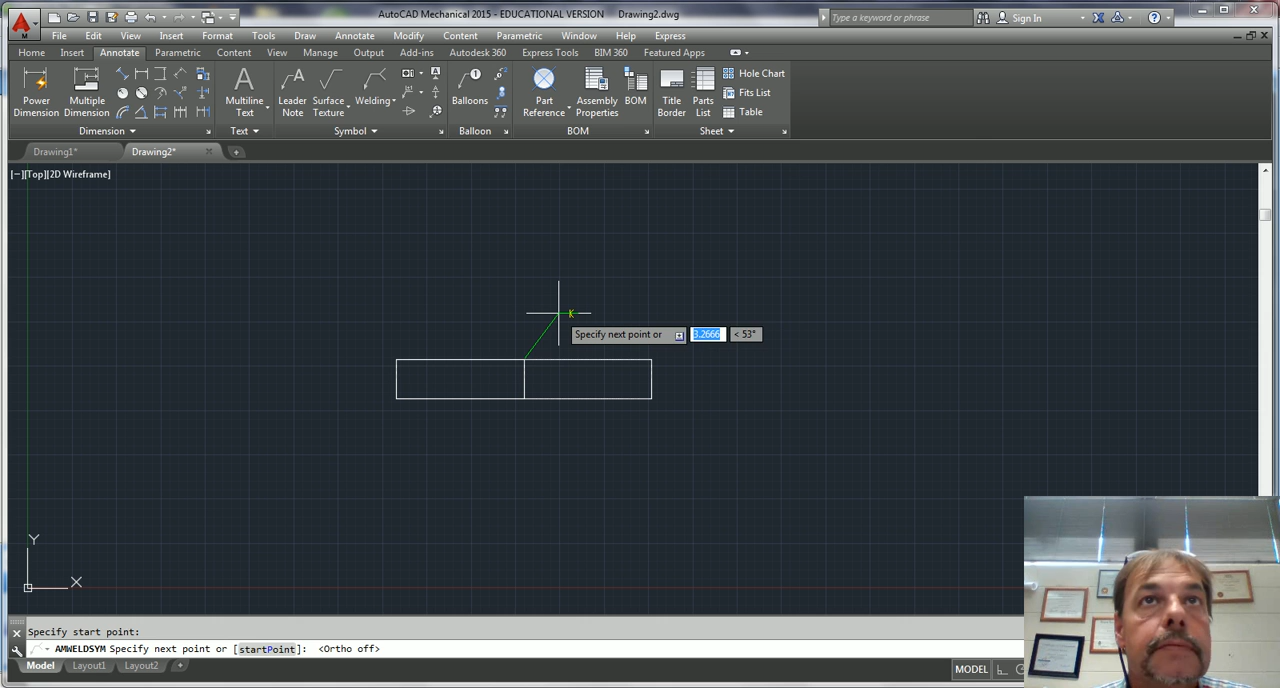 AutoCAD Mechanical 2015 - EDUCATIONAL VERSION Drawing2.dwg
Type a keyword or phrase
Sign In
M
File Edit View Insert Format Tools Draw Annotate Modify Content Parametric Window Help Express
Home Insert Annotate Parametric Content View Manage Output Add-ins Autodesk 360 Express Tools BIM 360 Featured Apps
Power Dimension
Multiple Dimension
Multiline Text
Leader Note
Surface Texture
Welding
Balloons
Part Reference
Assembly Properties
BOM
Title Border
Parts List
Hole Chart
Fits List
Table
Dimension Text Symbol Balloon BOM Sheet
Drawing1* Drawing2*
[−][Top][2D Wireframe]
Specify next point or 3.2666 < 53°
Y
X
Specify start point:
AMWELDSYM Specify next point or [startPoint]: <Ortho off>
Model Layout1 Layout2
MODEL